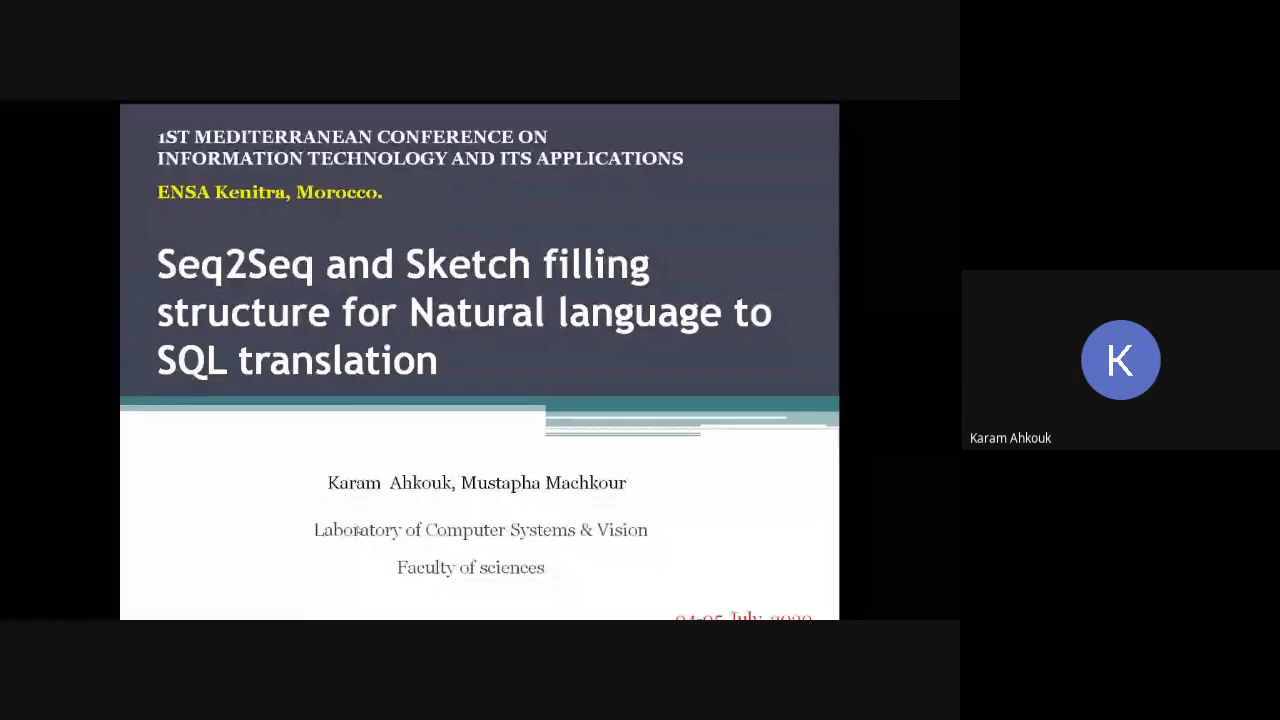 1ST MEDITERRANEAN CONFERENCE ON
INFORMATION TECHNOLOGY AND ITS APPLICATIONS
ENSA Kenitra, Morocco.
Seq2Seq and Sketch filling
structure for Natural language to
SQL translation
K
Karam Ahkouk
Karam Ahkouk, Mustapha Machkour
Laboratory of Computer Systems & Vision
Faculty of sciences
04-05 July, 2020